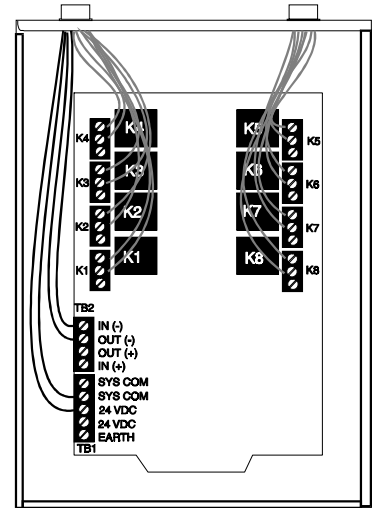 K4 K4 K5 K5
K3 K3 K6 K6
K2 K2 K7 K7
K1 K1 K8 K8
TB2
IN (-)
OUT (-)
OUT (+)
IN (+)
SYS COM
SYS COM
24 VDC
24 VDC
EARTH
TB1